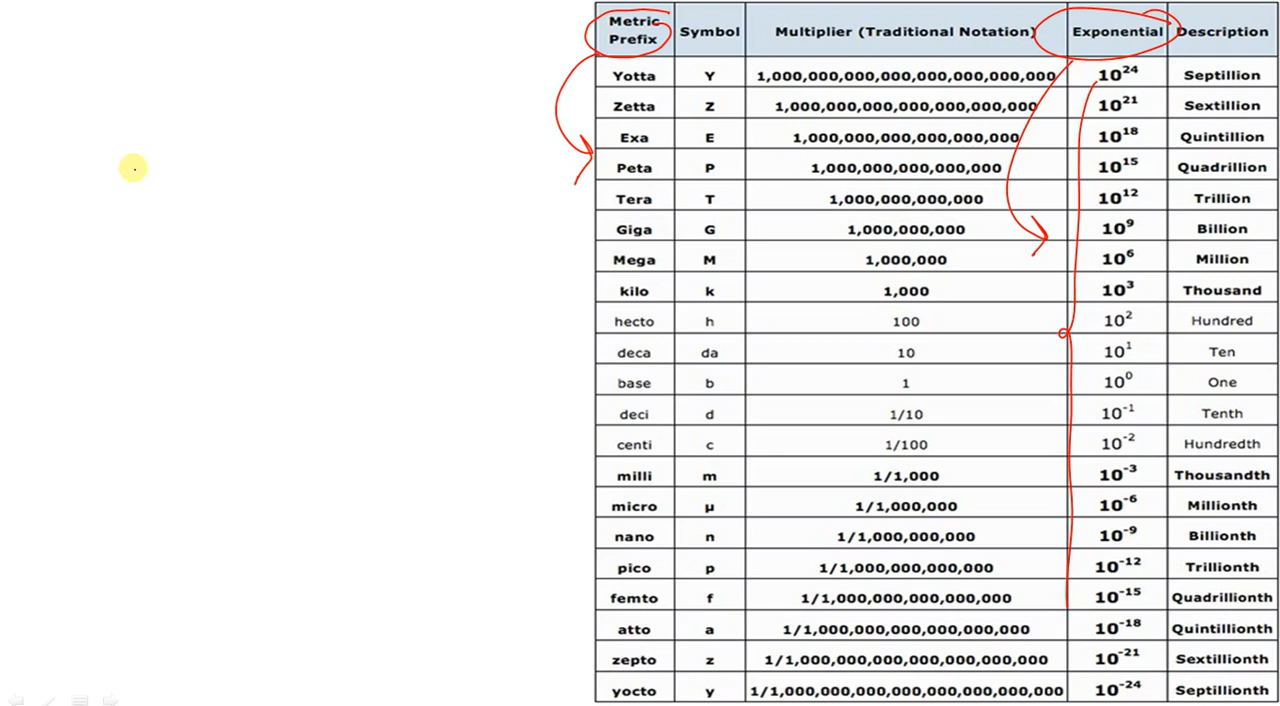 Metric Prefix Symbol Multiplier (Traditional Notation) Exponential Description
Yotta Y 1,000,000,000,000,000,000,000,000 10^24 Septillion
Zetta Z 1,000,000,000,000,000,000,000 10^21 Sextillion
Exa E 1,000,000,000,000,000,000 10^18 Quintillion
Peta P 1,000,000,000,000,000 10^15 Quadrillion
Tera T 1,000,000,000,000 10^12 Trillion
Giga G 1,000,000,000 10^9 Billion
Mega M 1,000,000 10^6 Million
kilo k 1,000 10^3 Thousand
hecto h 100 10^2 Hundred
deca da 10 10^1 Ten
base b 1 10^0 One
deci d 1/10 10^-1 Tenth
centi c 1/100 10^-2 Hundredth
milli m 1/1,000 10^-3 Thousandth
micro µ 1/1,000,000 10^-6 Millionth
nano n 1/1,000,000,000 10^-9 Billionth
pico p 1/1,000,000,000,000 10^-12 Trillionth
femto f 1/1,000,000,000,000,000 10^-15 Quadrillionth
atto a 1/1,000,000,000,000,000,000 10^-18 Quintillionth
zepto z 1/1,000,000,000,000,000,000,000 10^-21 Sextillionth
yocto y 1/1,000,000,000,000,000,000,000,000 10^-24 Septillionth